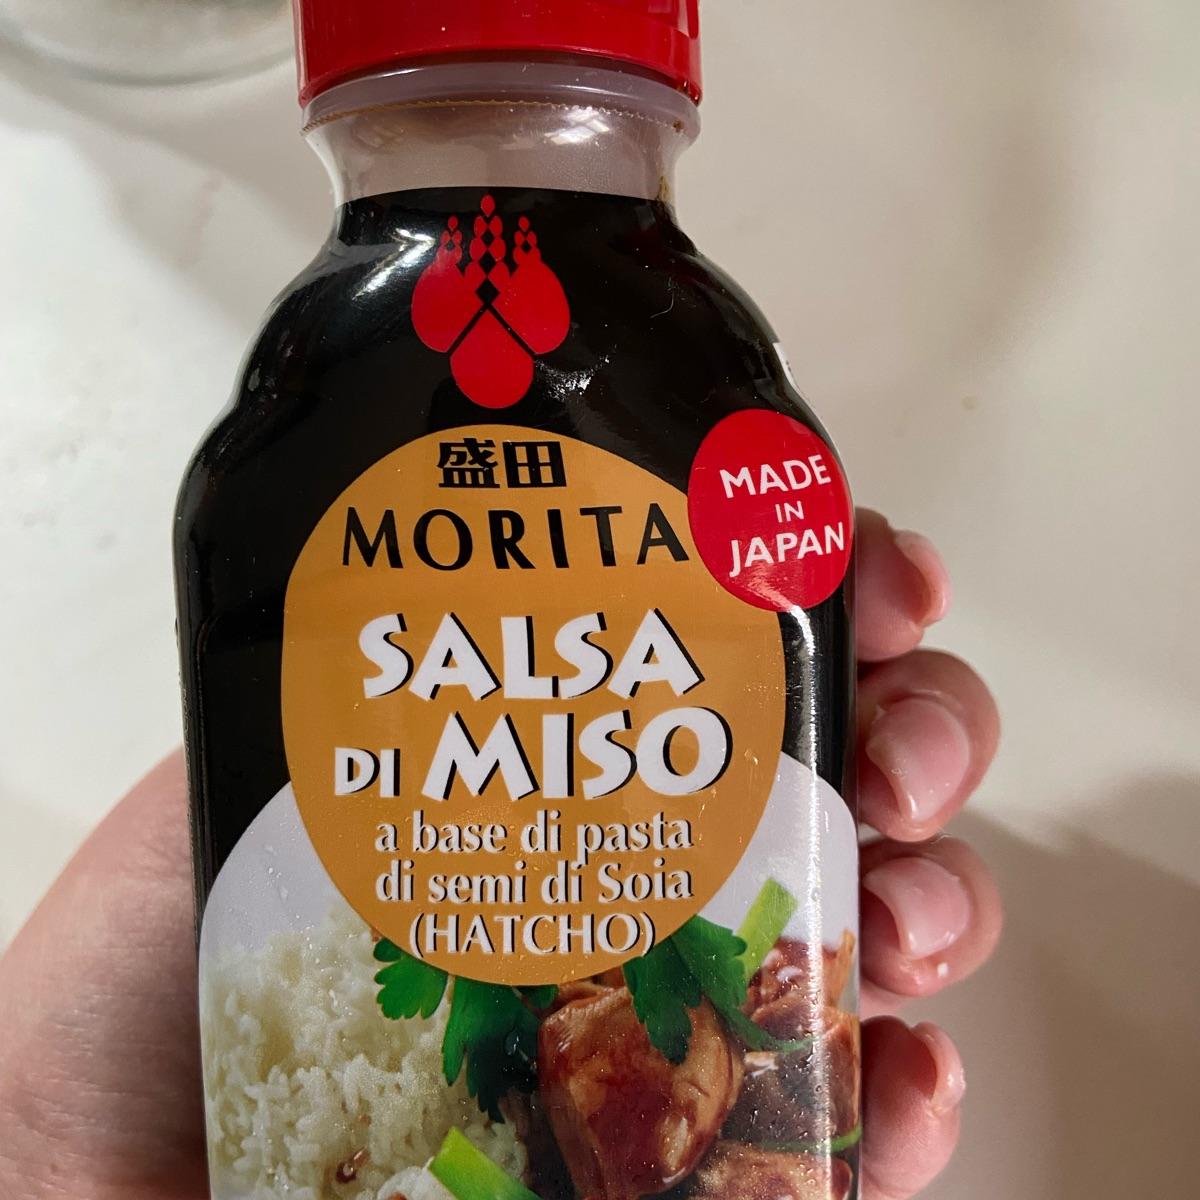 盛田
MORITA
MADE
IN
JAPAN
SALSA
DI MISO
a base di pasta
di semi di Soia
(HATCHO)